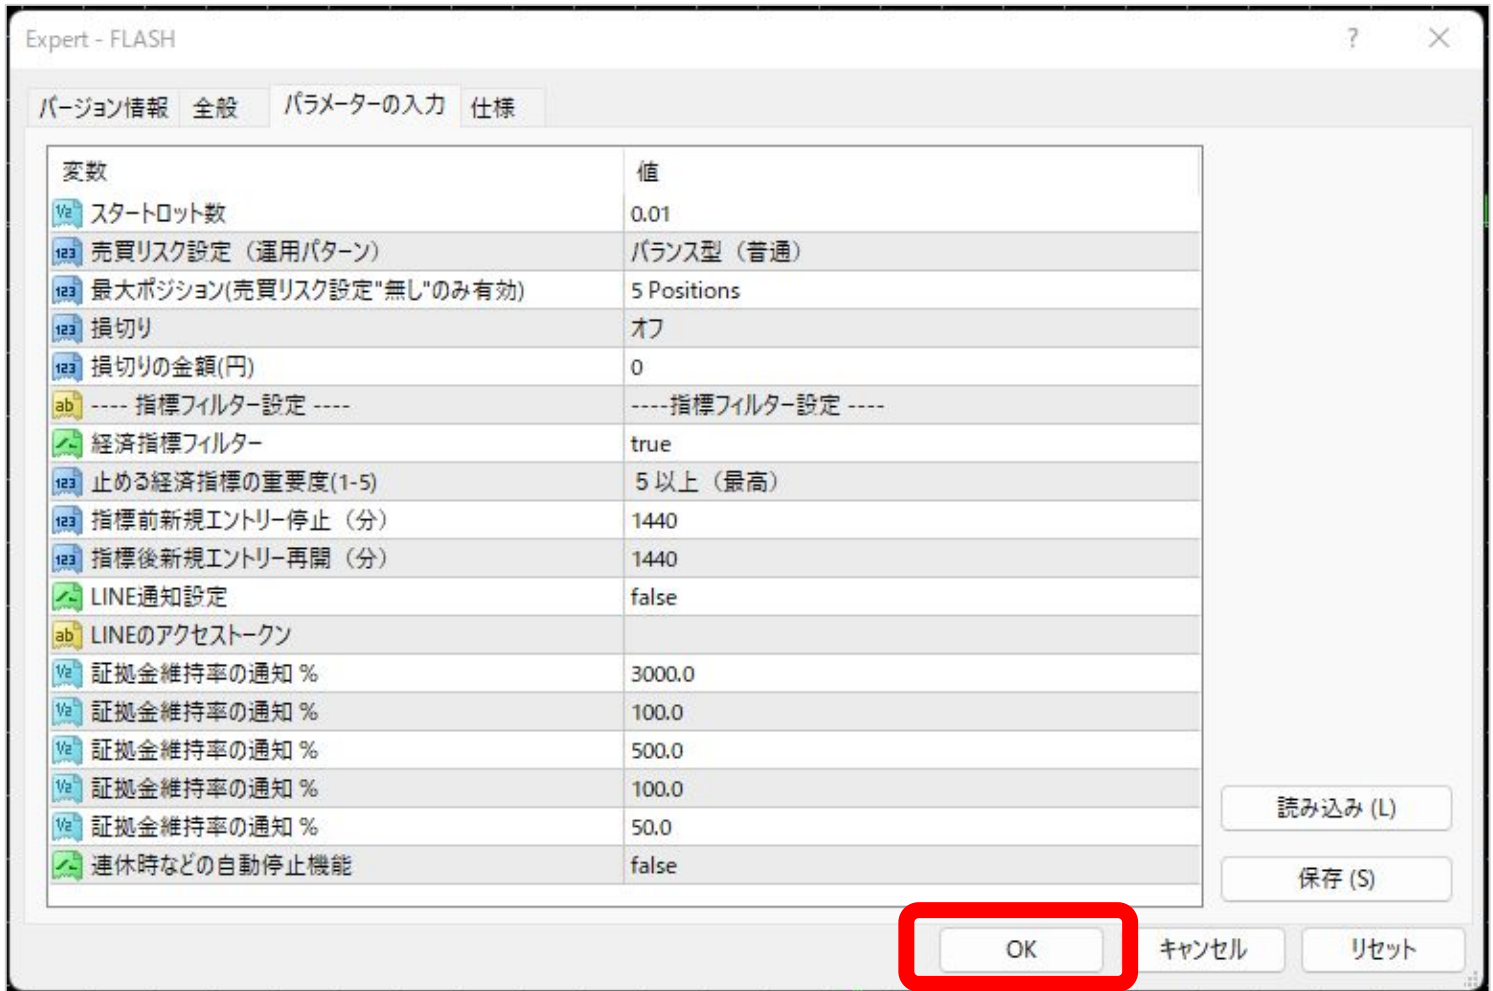 Expert - FLASH
バージョン情報 全般 パラメーターの入力 仕様
変数 値
スタートロット数 0.01
売買リスク設定（運用パターン） バランス型（普通）
最大ポジション(売買リスク設定"無し"のみ有効) 5 Positions
損切り オフ
損切りの金額(円) 0
---- 指標フィルター設定 ---- ----指標フィルター設定 ----
経済指標フィルター true
止める経済指標の重要度(1-5) 5 以上（最高）
指標前新規エントリー停止（分） 1440
指標後新規エントリー再開（分） 1440
LINE通知設定 false
LINEのアクセストークン
証拠金維持率の通知 % 3000.0
証拠金維持率の通知 % 100.0
証拠金維持率の通知 % 500.0
証拠金維持率の通知 % 100.0
証拠金維持率の通知 % 50.0
連休時などの自動停止機能 false
読み込み (L)
保存 (S)
OK キャンセル リセット